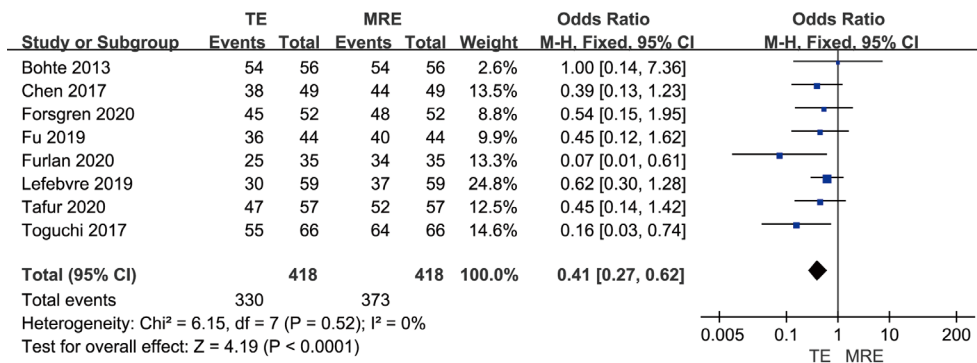 TE MRE Odds Ratio Odds Ratio
Study or Subgroup Events Total Events Total Weight M-H, Fixed, 95% CI M-H, Fixed, 95% CI
Bohte 2013 54 56 54 56 2.6% 1.00 [0.14, 7.36]
Chen 2017 38 49 44 49 13.5% 0.39 [0.13, 1.23]
Forsgren 2020 45 52 48 52 8.8% 0.54 [0.15, 1.95]
Fu 2019 36 44 40 44 9.9% 0.45 [0.12, 1.62]
Furlan 2020 25 35 34 35 13.3% 0.07 [0.01, 0.61]
Lefebvre 2019 30 59 37 59 24.8% 0.62 [0.30, 1.28]
Tafur 2020 47 57 52 57 12.5% 0.45 [0.14, 1.42]
Toguchi 2017 55 66 64 66 14.6% 0.16 [0.03, 0.74]
Total (95% CI) 418 418 100.0% 0.41 [0.27, 0.62]
Total events 330 373
Heterogeneity: Chi² = 6.15, df = 7 (P = 0.52); I² = 0%
Test for overall effect: Z = 4.19 (P < 0.0001)
0.005 0.1 1 10 200
TE MRE